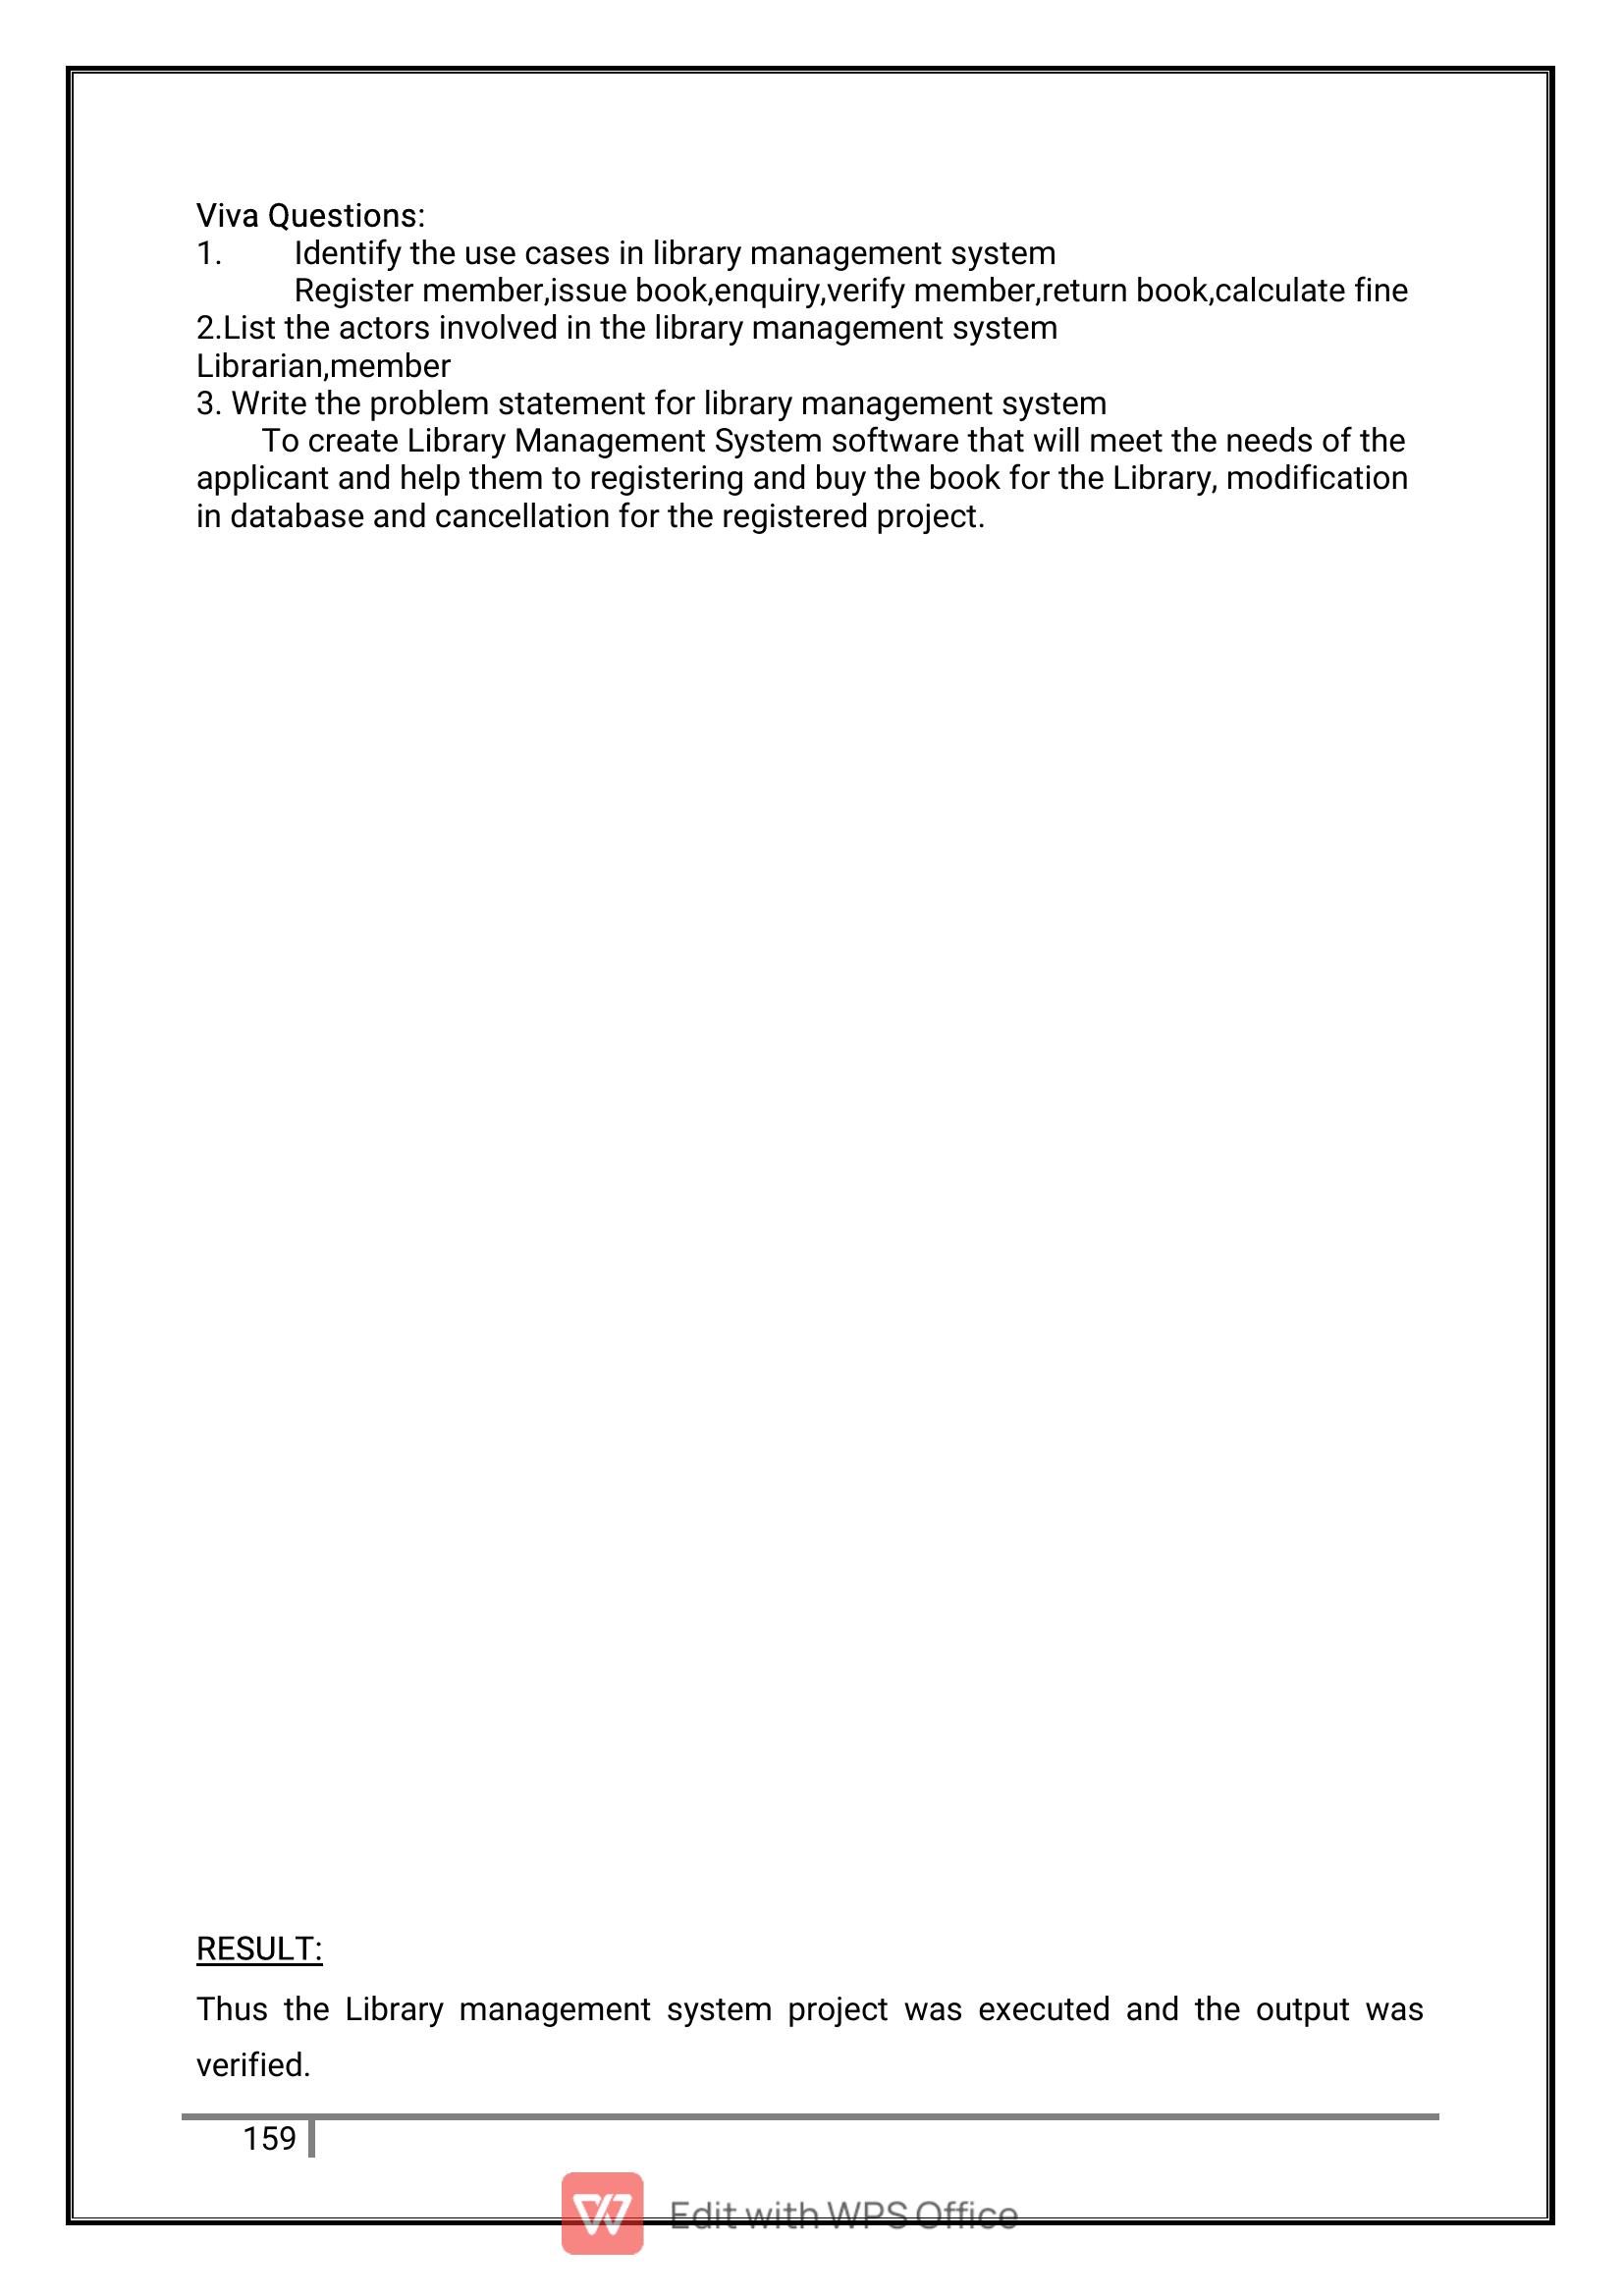 Viva Questions:
1. Identify the use cases in library management system
Register member,issue book,enquiry,verify member,return book,calculate fine
2.List the actors involved in the library management system
Librarian,member
3. Write the problem statement for library management system
To create Library Management System software that will meet the needs of the
applicant and help them to registering and buy the book for the Library, modification
in database and cancellation for the registered project.
RESULT:
Thus the Library management system project was executed and the output was
verified.
159
Edit with WPS Office